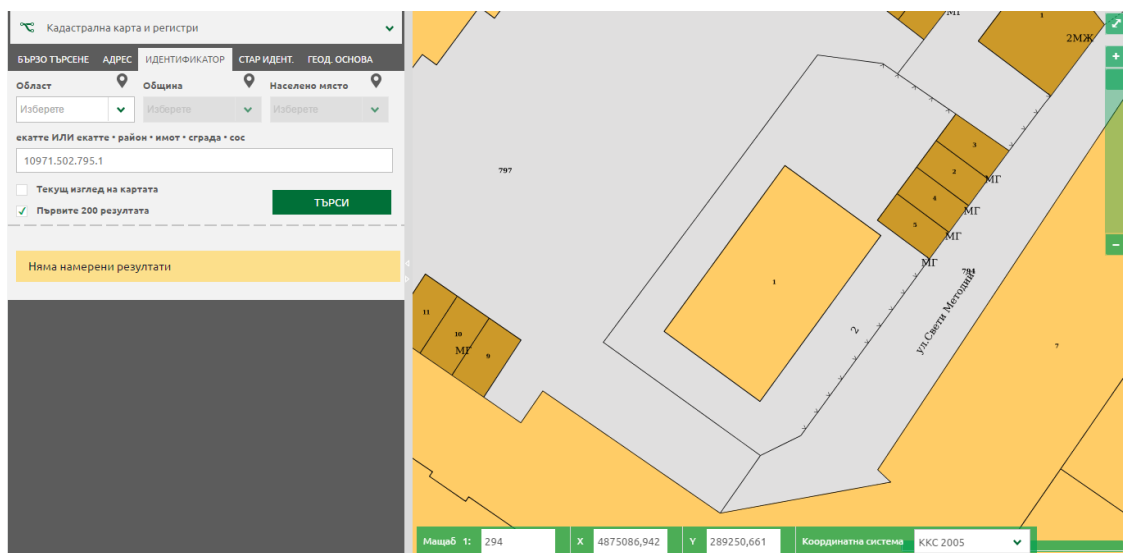 Кадастрална карта и регистри
БЪРЗО ТЪРСЕНЕ АДРЕС ИДЕНТИФИКАТОР СТАР ИДЕНТ. ГЕОД. ОСНОВА
Област Община Населено място
Изберете Изберете Изберете
екатте ИЛИ екатте • район • имот • сграда • сос
10971.502.795.1
Текущ изглед на картата
Първите 200 резултата
ТЪРСИ
Няма намерени резултати
МГ
1
2МЖ
3
797
2
МГ
4
МГ
5
МГ
МГ
794
1
ул.Свети Методий
2
7
11
10
МГ
9
Мащаб 1: 294 X 4875086,942 Y 289250,661 Координатна система ККС 2005